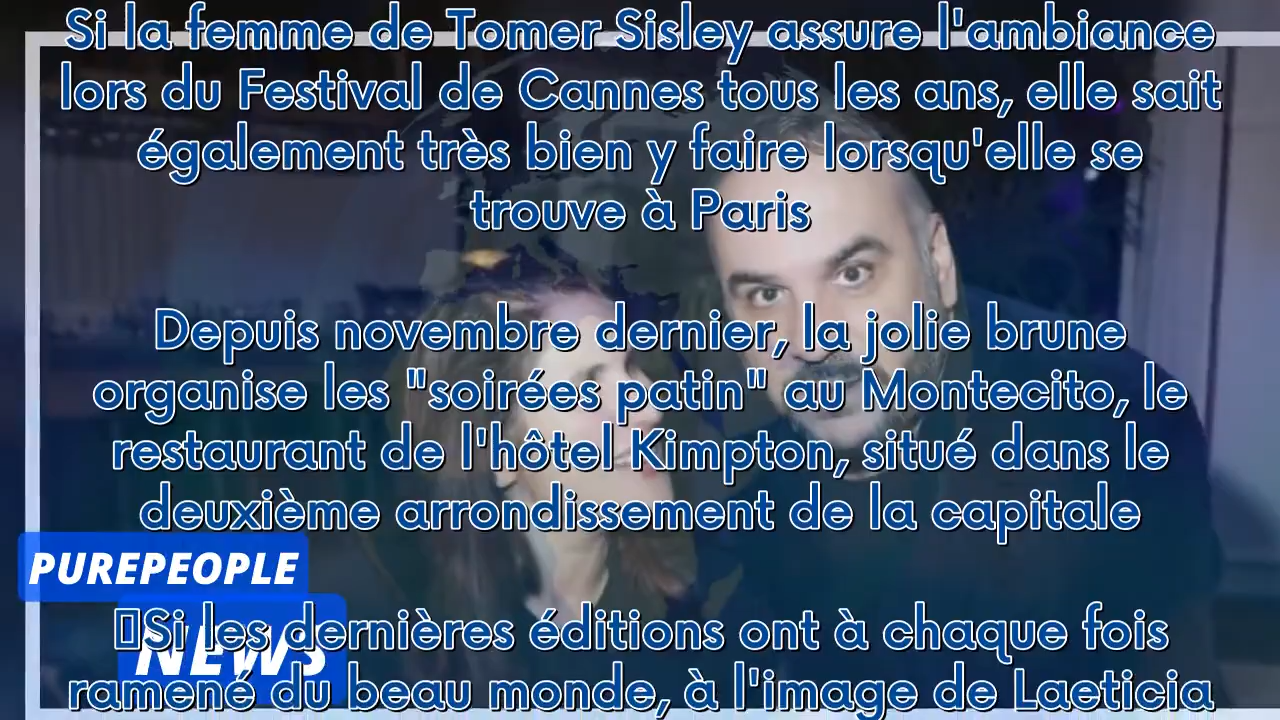 Si la femme de Tomer Sisley assure l'ambiance
lors du Festival de Cannes tous les ans, elle sait
également très bien y faire lorsqu'elle se
trouve à Paris
Depuis novembre dernier, la jolie brune
organise les "soirées patin" au Montecito, le
restaurant de l'hôtel Kimpton, situé dans le
deuxième arrondissement de la capitale
PUREPEOPLE
Si les dernières éditions ont à chaque fois
NEWS
ramené du beau monde, à l'image de Laeticia